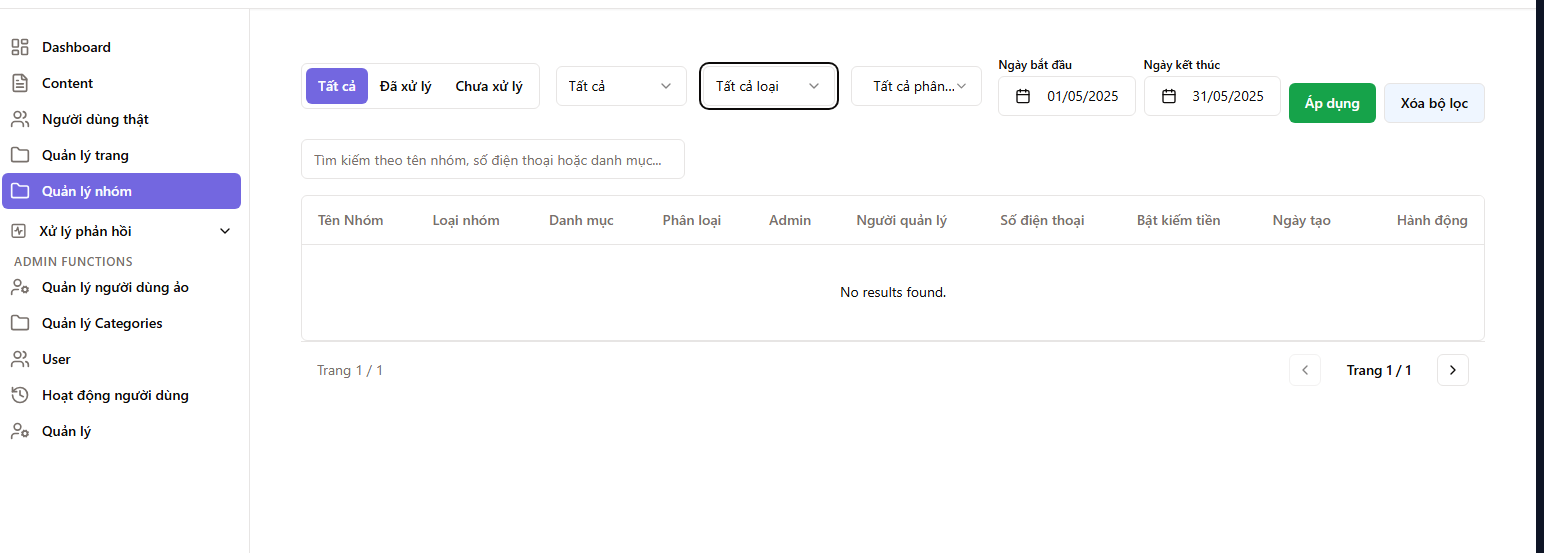 Dashboard
Content
Người dùng thật
Quản lý trang
Quản lý nhóm
Xử lý phản hồi
ADMIN FUNCTIONS
Quản lý người dùng ảo
Quản lý Categories
User
Hoạt động người dùng
Quản lý
Ngày bắt đầu Ngày kết thúc
Tất cả Đã xử lý Chưa xử lý Tất cả Tất cả loại Tất cả phân... 01/05/2025 31/05/2025 Áp dụng Xóa bộ lọc
Tìm kiếm theo tên nhóm, số điện thoại hoặc danh mục...
Tên Nhóm Loại nhóm Danh mục Phân loại Admin Người quản lý Số điện thoại Bật kiếm tiền Ngày tạo Hành động
No results found.
Trang 1 / 1 Trang 1 / 1